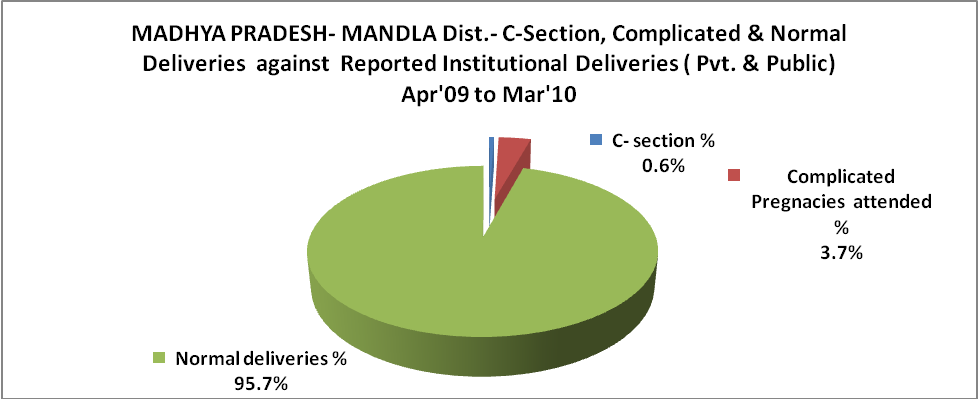 MADHYA PRADESH- MANDLA Dist.- C-Section, Complicated & Normal
Deliveries against Reported Institutional Deliveries ( Pvt. & Public)
Apr'09 to Mar'10
C- section %
0.6%
Complicated
Pregnacies attended
%
3.7%
Normal deliveries %
95.7%